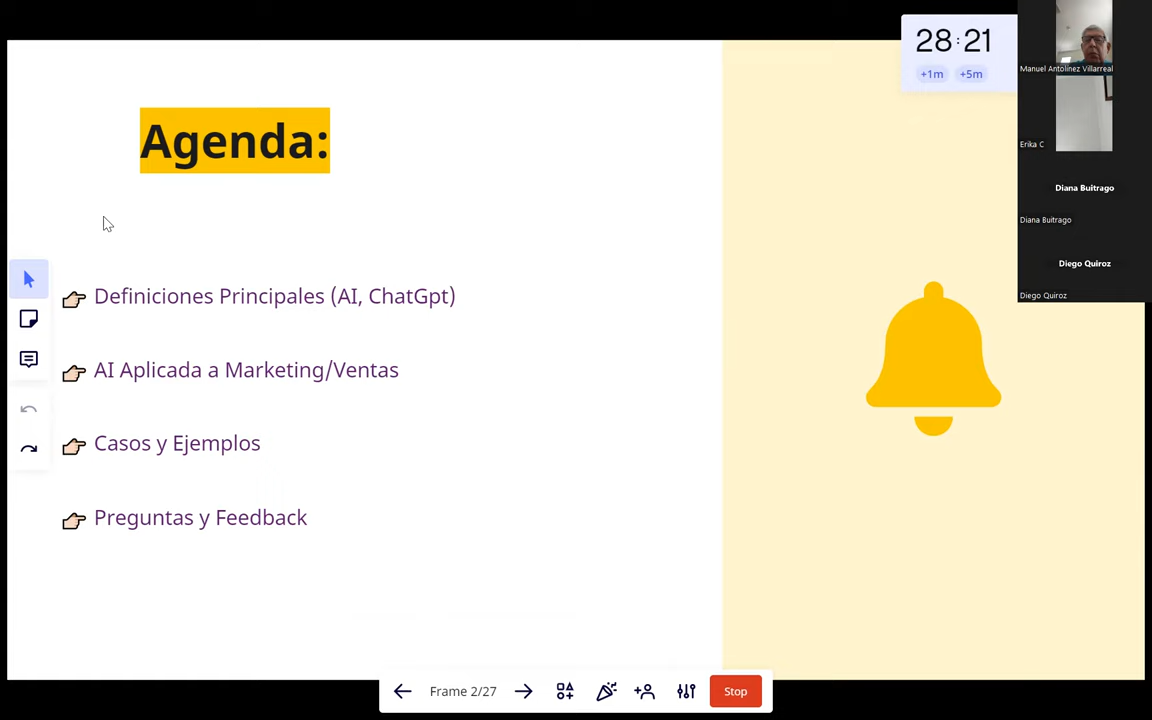 Agenda:
Definiciones Principales (AI, ChatGpt)
AI Aplicada a Marketing/Ventas
Casos y Ejemplos
Preguntas y Feedback
28:21
+1m +5m
Manuel Antolinez Villarreal
Erika C
Diana Buitrago
Diana Buitrago
Diego Quiroz
Diego Quiroz
Frame 2/27
Stop